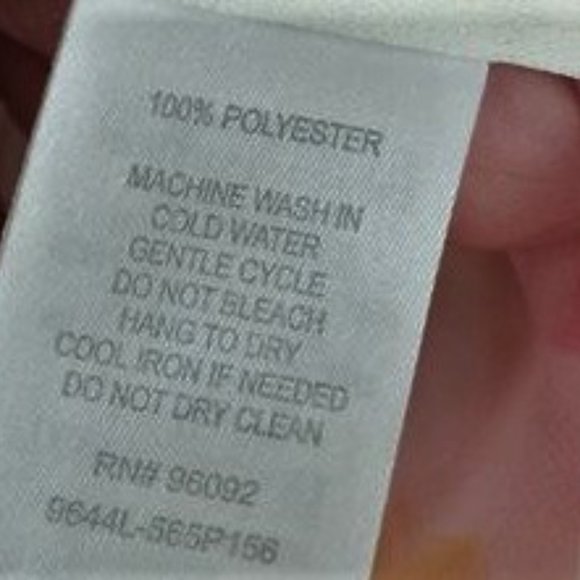 100% POLYESTER
MACHINE WASH IN
COLD WATER
GENTLE CYCLE
DO NOT BLEACH
HANG TO DRY
COOL IRON IF NEEDED
DO NOT DRY CLEAN
RN# 96092
9644L-565P156